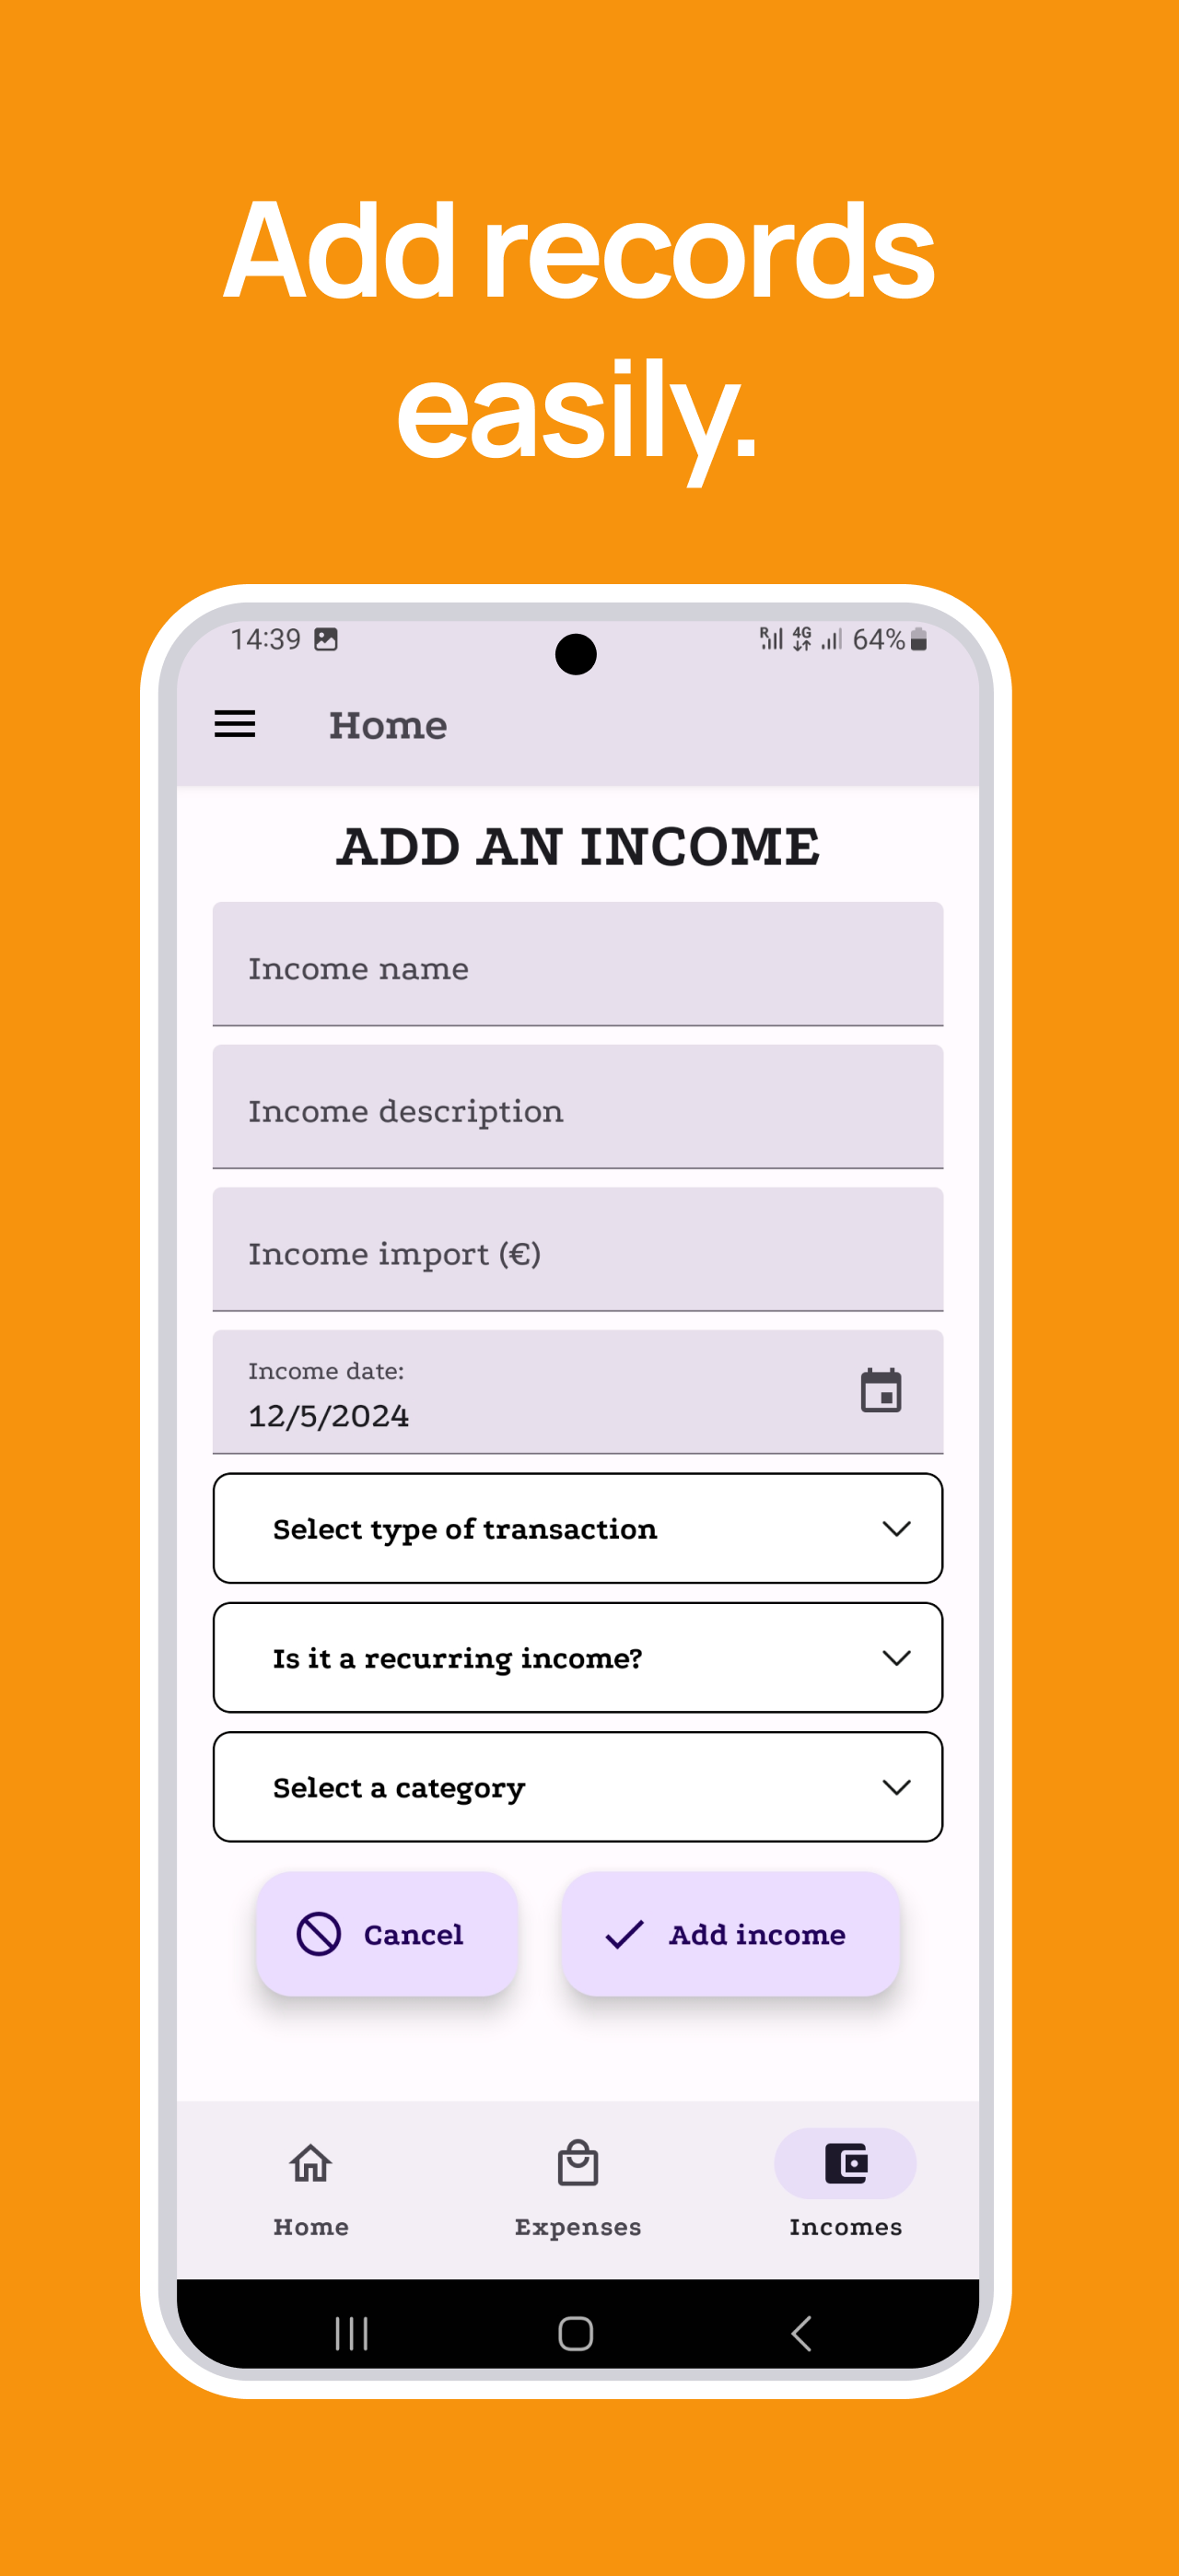 Add records
easily.
14:39 R 4G 64%
Home
ADD AN INCOME
Income name
Income description
Income import (€)
Income date:
12/5/2024
Select type of transaction
Is it a recurring income?
Select a category
Cancel Add income
Home Expenses Incomes